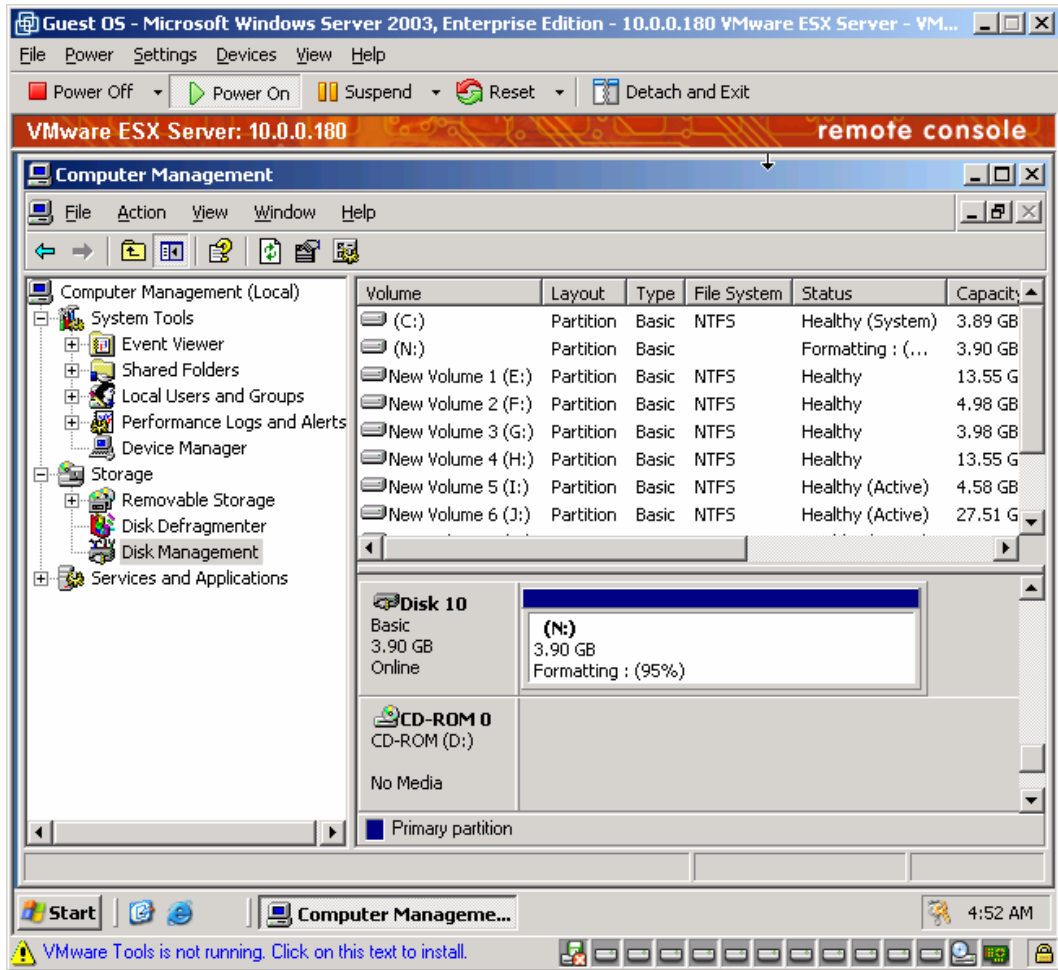 Guest OS - Microsoft Windows Server 2003, Enterprise Edition - 10.0.0.180 VMware ESX Server - VM...
File Power Settings Devices View Help
Power Off Power On Suspend Reset Detach and Exit
VMware ESX Server: 10.0.0.180 remote console
Computer Management
File Action View Window Help
Computer Management (Local)
System Tools
Event Viewer
Shared Folders
Local Users and Groups
Performance Logs and Alerts
Device Manager
Storage
Removable Storage
Disk Defragmenter
Disk Management
Services and Applications
Volume Layout Type File System Status Capacity
(C:) Partition Basic NTFS Healthy (System) 3.89 GB
(N:) Partition Basic Formatting : (... 3.90 GB
New Volume 1 (E:) Partition Basic NTFS Healthy 13.55 G
New Volume 2 (F:) Partition Basic NTFS Healthy 4.98 GB
New Volume 3 (G:) Partition Basic NTFS Healthy 3.98 GB
New Volume 4 (H:) Partition Basic NTFS Healthy 13.55 G
New Volume 5 (I:) Partition Basic NTFS Healthy (Active) 4.58 GB
New Volume 6 (J:) Partition Basic NTFS Healthy (Active) 27.51 G
Disk 10
Basic
3.90 GB
Online
(N:)
3.90 GB
Formatting : (95%)
CD-ROM 0
CD-ROM (D:)
No Media
Primary partition
Start Computer Manageme... 4:52 AM
VMware Tools is not running. Click on this text to install.